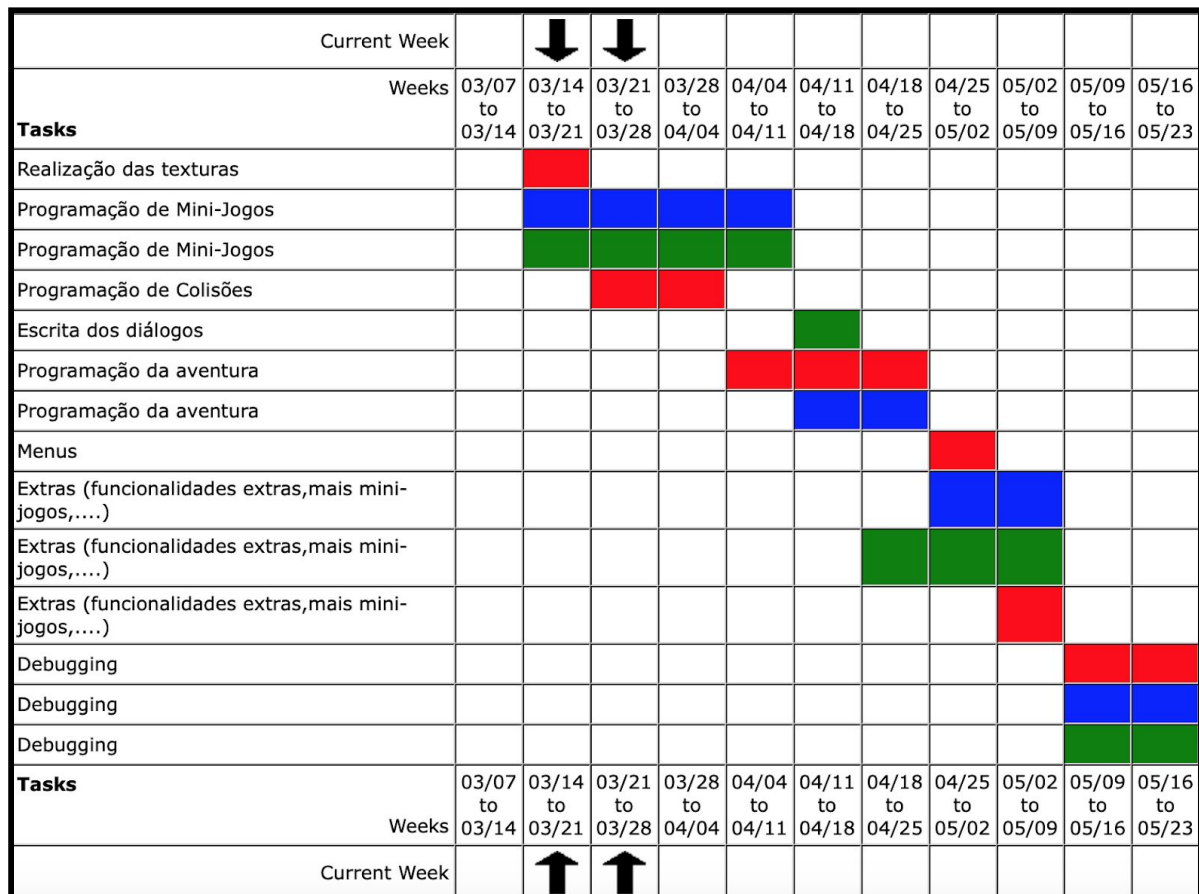 Current Week
Weeks
03/07 to 03/14
03/14 to 03/21
03/21 to 03/28
03/28 to 04/04
04/04 to 04/11
04/11 to 04/18
04/18 to 04/25
04/25 to 05/02
05/02 to 05/09
05/09 to 05/16
05/16 to 05/23
Tasks
Realização das texturas
Programação de Mini-Jogos
Programação de Mini-Jogos
Programação de Colisões
Escrita dos diálogos
Programação da aventura
Programação da aventura
Menus
Extras (funcionalidades extras,mais mini-
jogos,....)
Extras (funcionalidades extras,mais mini-
jogos,....)
Extras (funcionalidades extras,mais mini-
jogos,....)
Debugging
Debugging
Debugging
Tasks
03/07 to 03/14
03/14 to 03/21
03/21 to 03/28
03/28 to 04/04
04/04 to 04/11
04/11 to 04/18
04/18 to 04/25
04/25 to 05/02
05/02 to 05/09
05/09 to 05/16
05/16 to 05/23
Weeks
Current Week